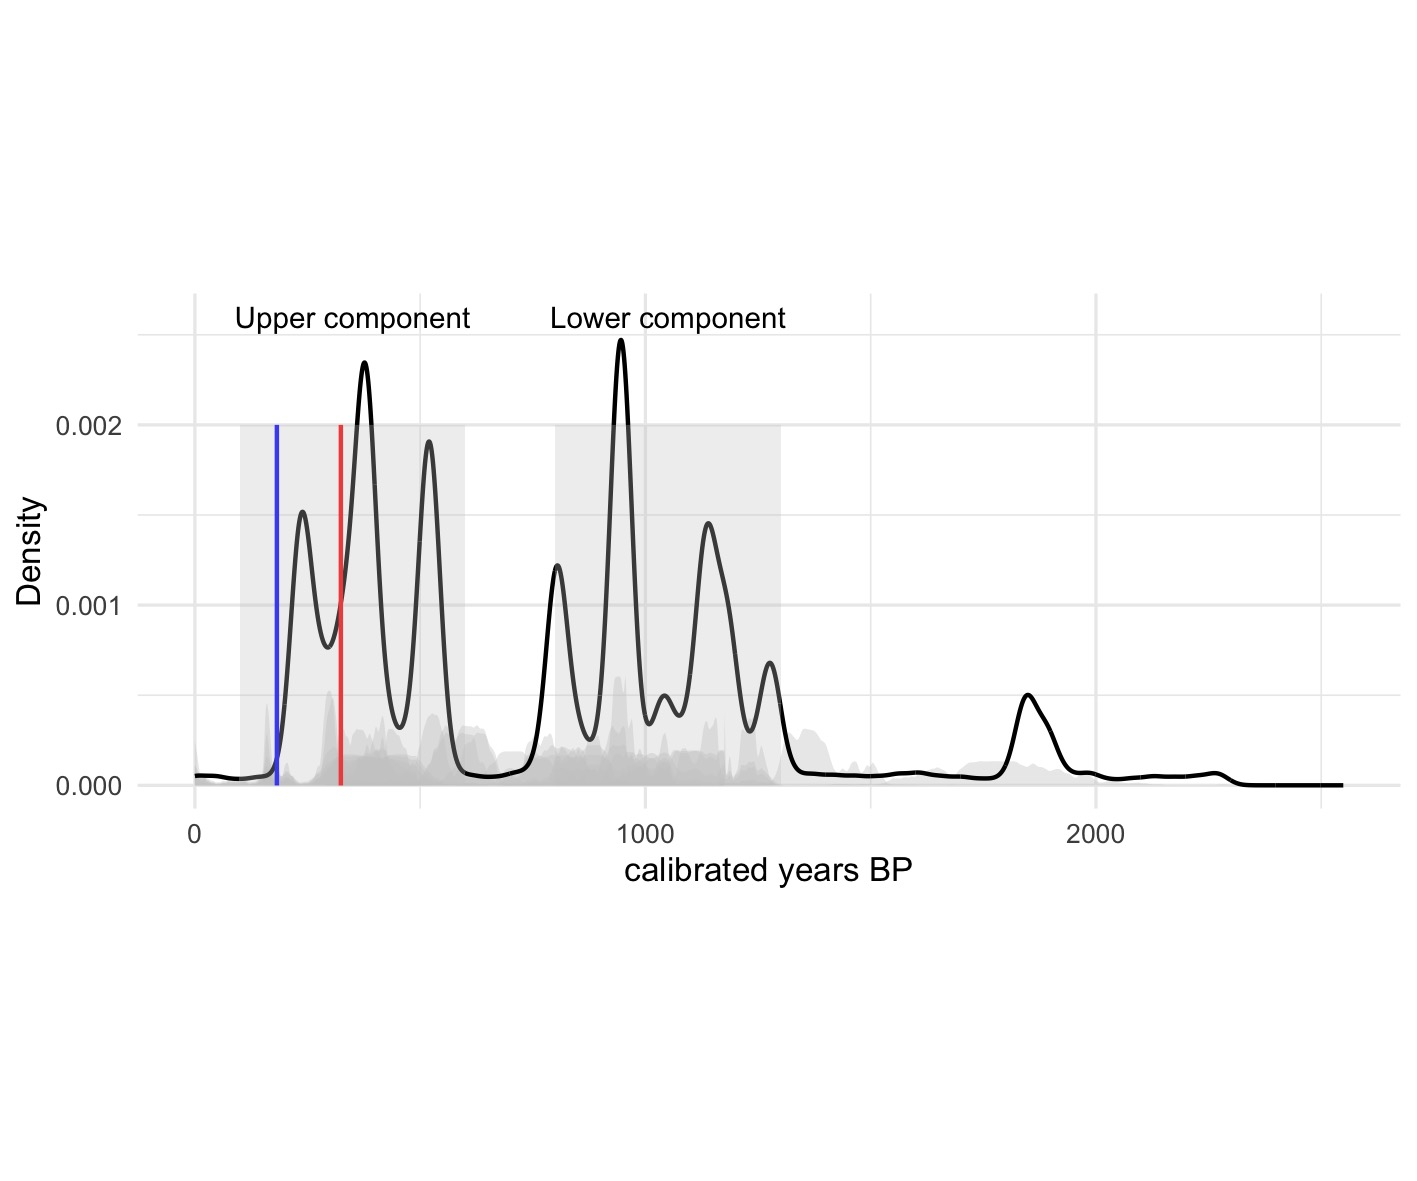 Upper component
Lower component
Density
0.002
0.001
0.000
0
1000
2000
calibrated years BP